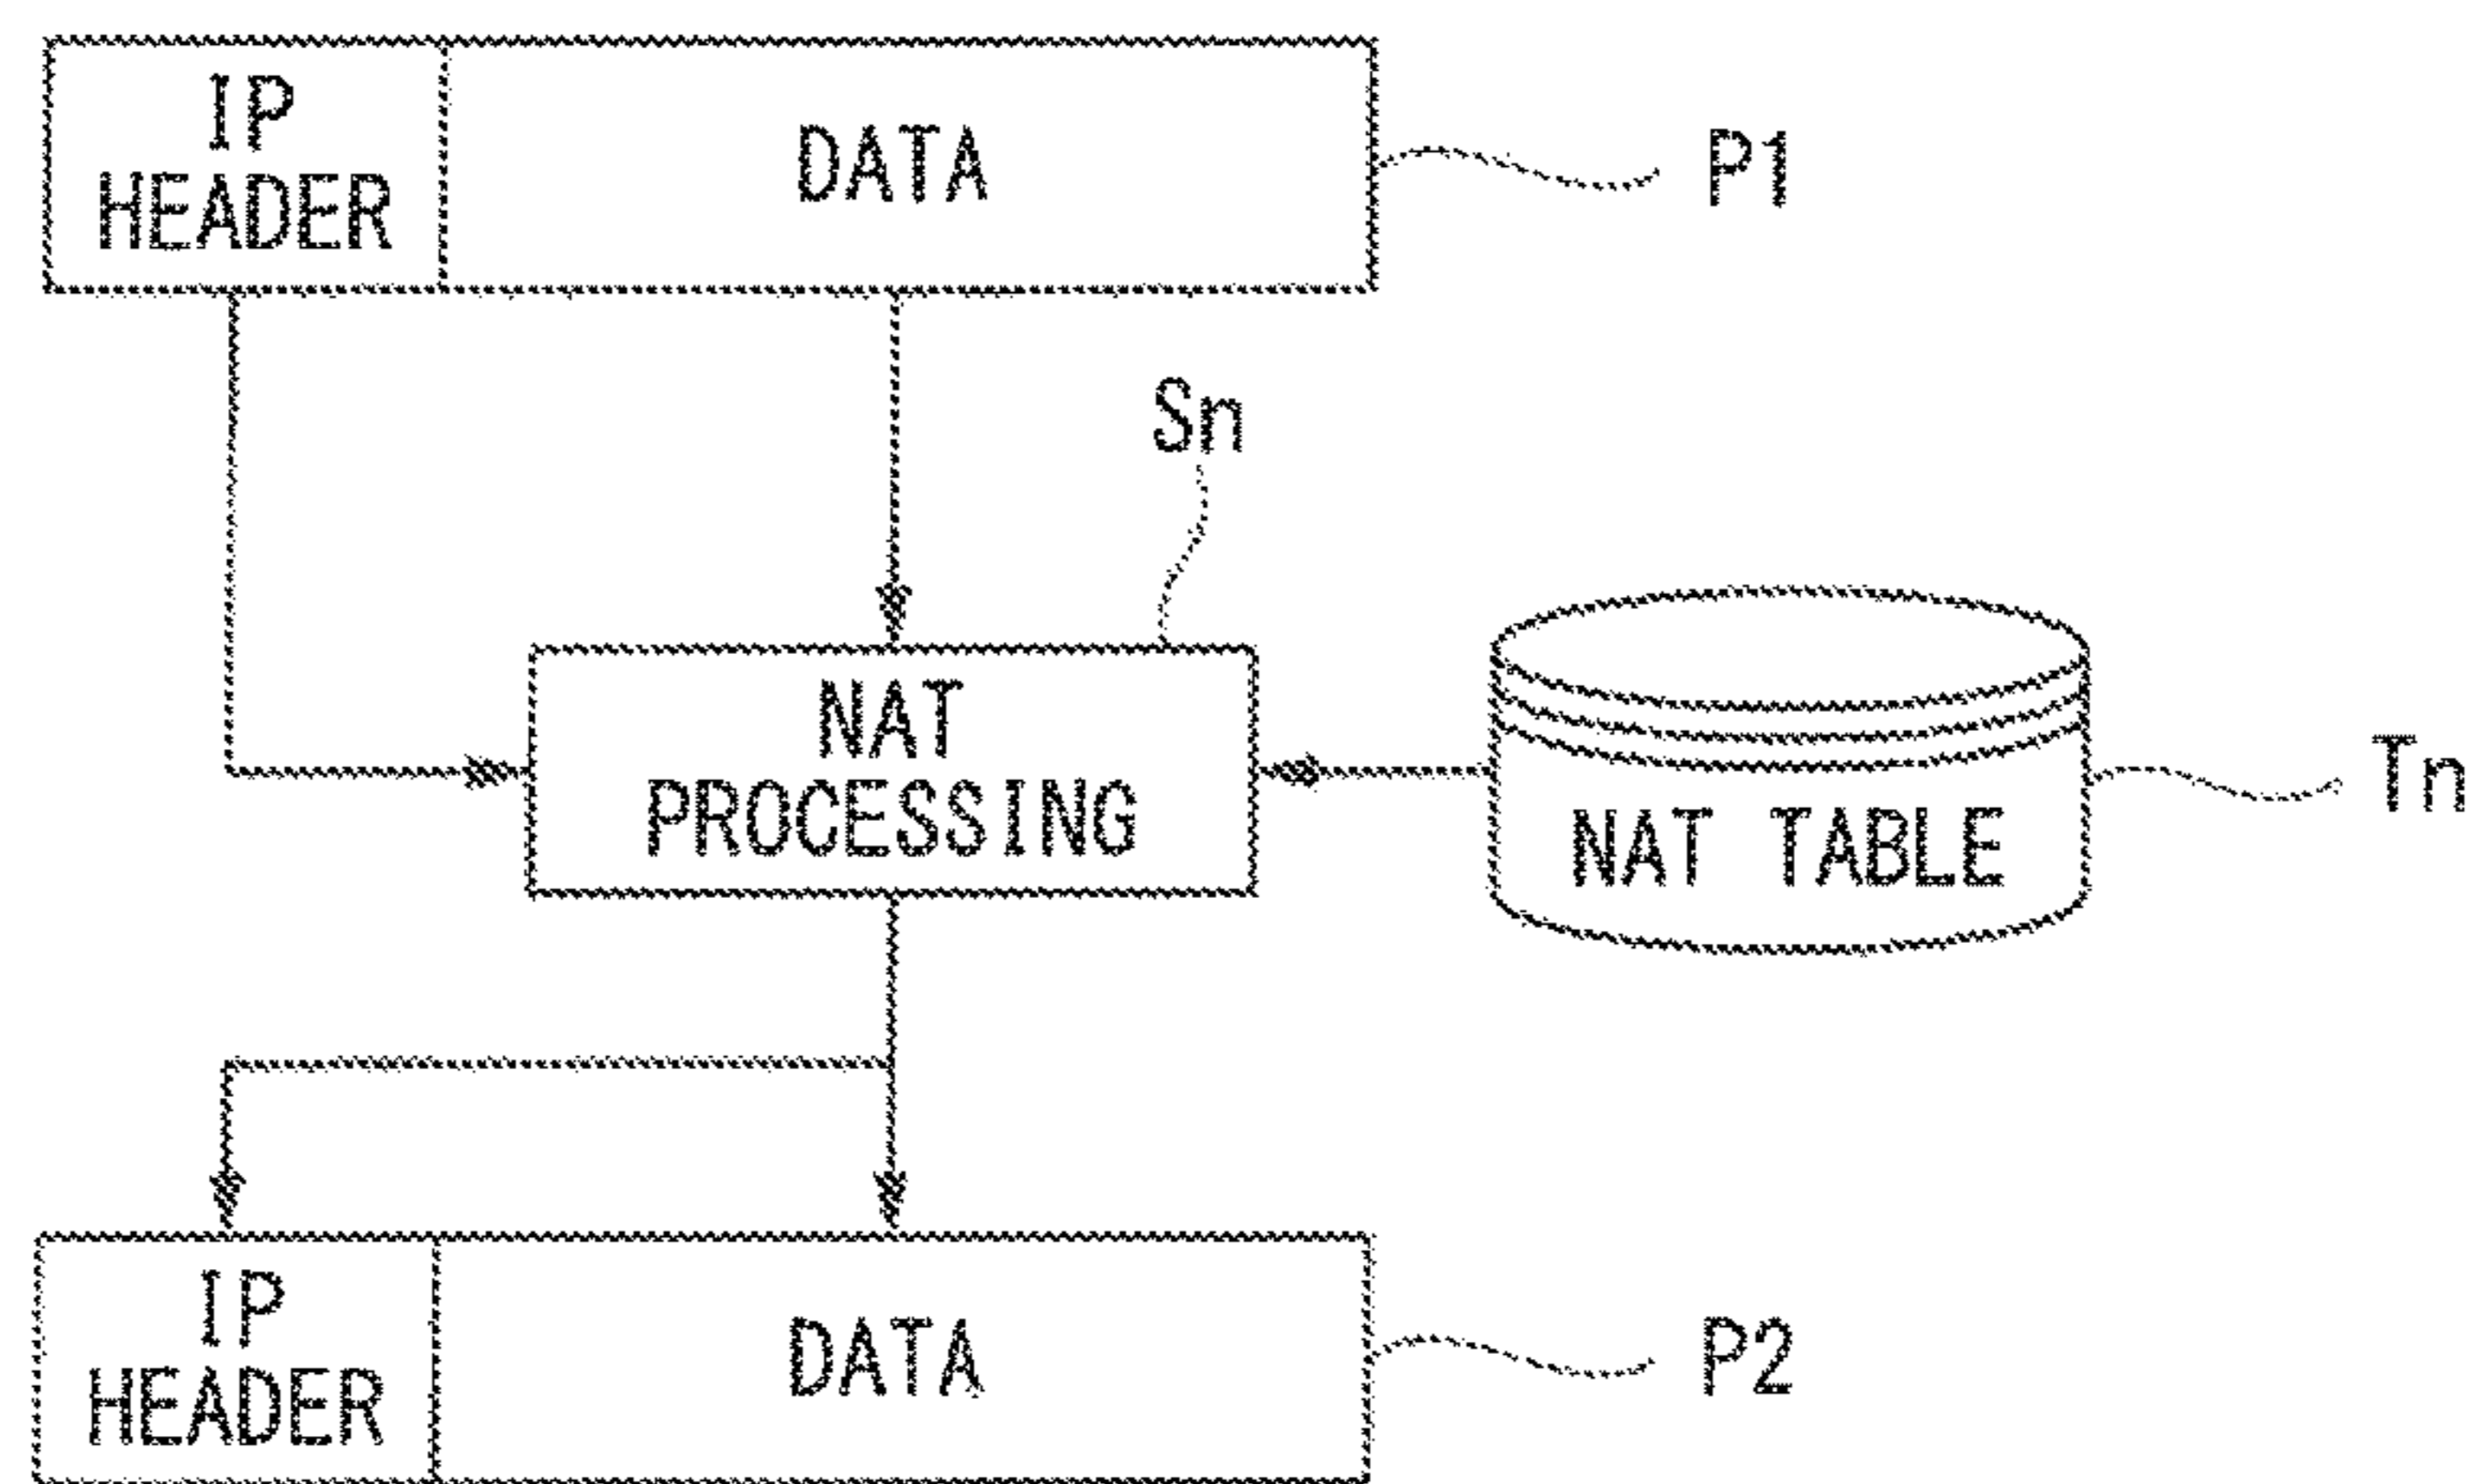 IP
HEADER
DATA
P1
Sn
NAT
PROCESSING
NAT TABLE
Tn
IP
HEADER
DATA
P2